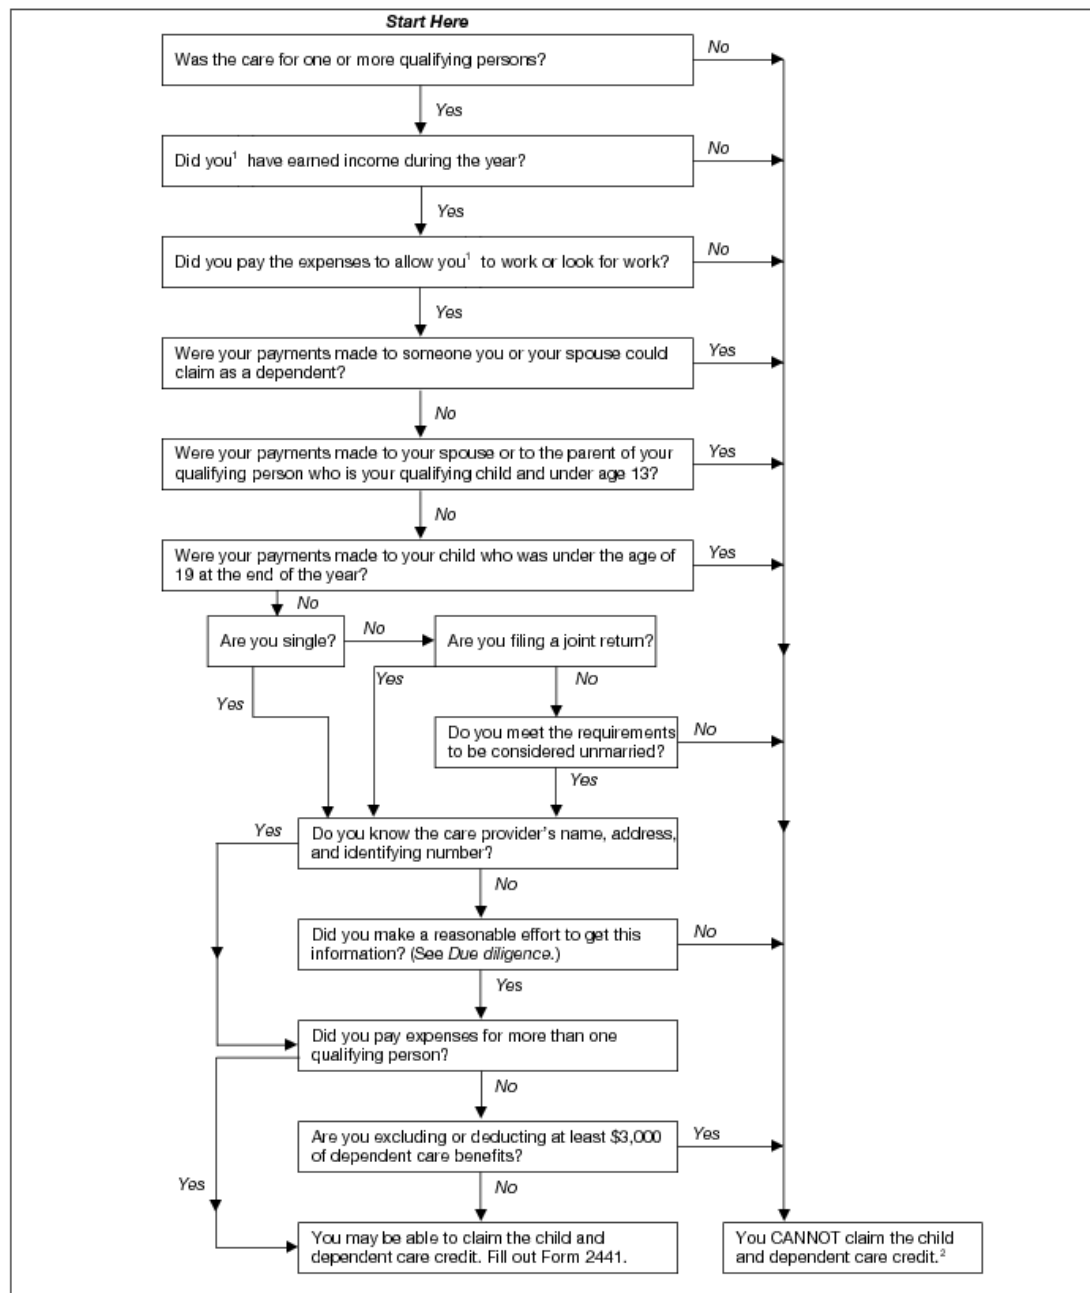 Start Here
Was the care for one or more qualifying persons?
No
Yes
Did you¹ have earned income during the year?
No
Yes
Did you pay the expenses to allow you¹ to work or look for work?
No
Yes
Were your payments made to someone you or your spouse could
claim as a dependent?
Yes
No
Were your payments made to your spouse or to the parent of your
qualifying person who is your qualifying child and under age 13?
Yes
No
Were your payments made to your child who was under the age of
19 at the end of the year?
Yes
No
Are you single?
No
Are you filing a joint return?
Yes
Yes
No
Do you meet the requirements
to be considered unmarried?
No
Yes
Yes
Do you know the care provider's name, address,
and identifying number?
No
Did you make a reasonable effort to get this
information? (See Due diligence.)
No
Yes
Did you pay expenses for more than one
qualifying person?
No
Are you excluding or deducting at least $3,000
of dependent care benefits?
Yes
Yes
No
You may be able to claim the child and
dependent care credit. Fill out Form 2441.
You CANNOT claim the child
and dependent care credit.²